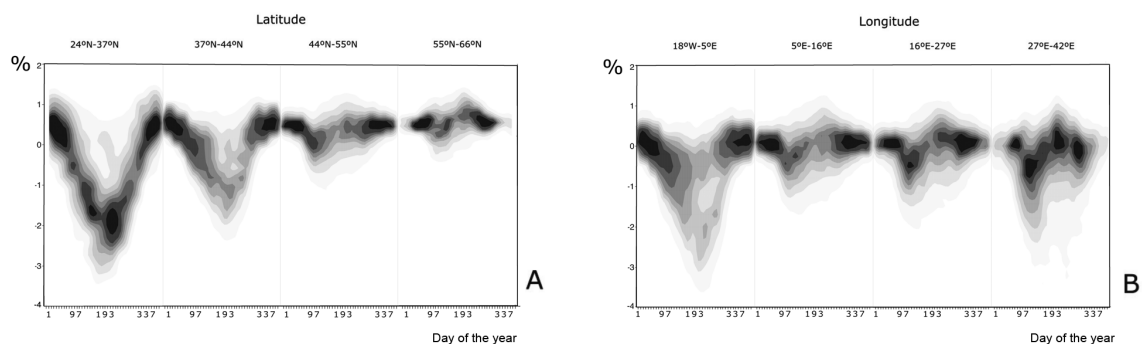 Latitude
24ºN-37ºN 37ºN-44ºN 44ºN-55ºN 55ºN-66ºN
%
2
1
0
-1
-2
-3
-4
1 97 193 337 1 97 193 337 1 97 193 337 1 97 193 337
Day of the year
A
Longitude
18ºW-5ºE 5ºE-16ºE 16ºE-27ºE 27ºE-42ºE
%
2
1
0
-1
-2
-3
-4
1 97 193 337 1 97 193 337 1 97 193 337 1 97 193 337
Day of the year
B